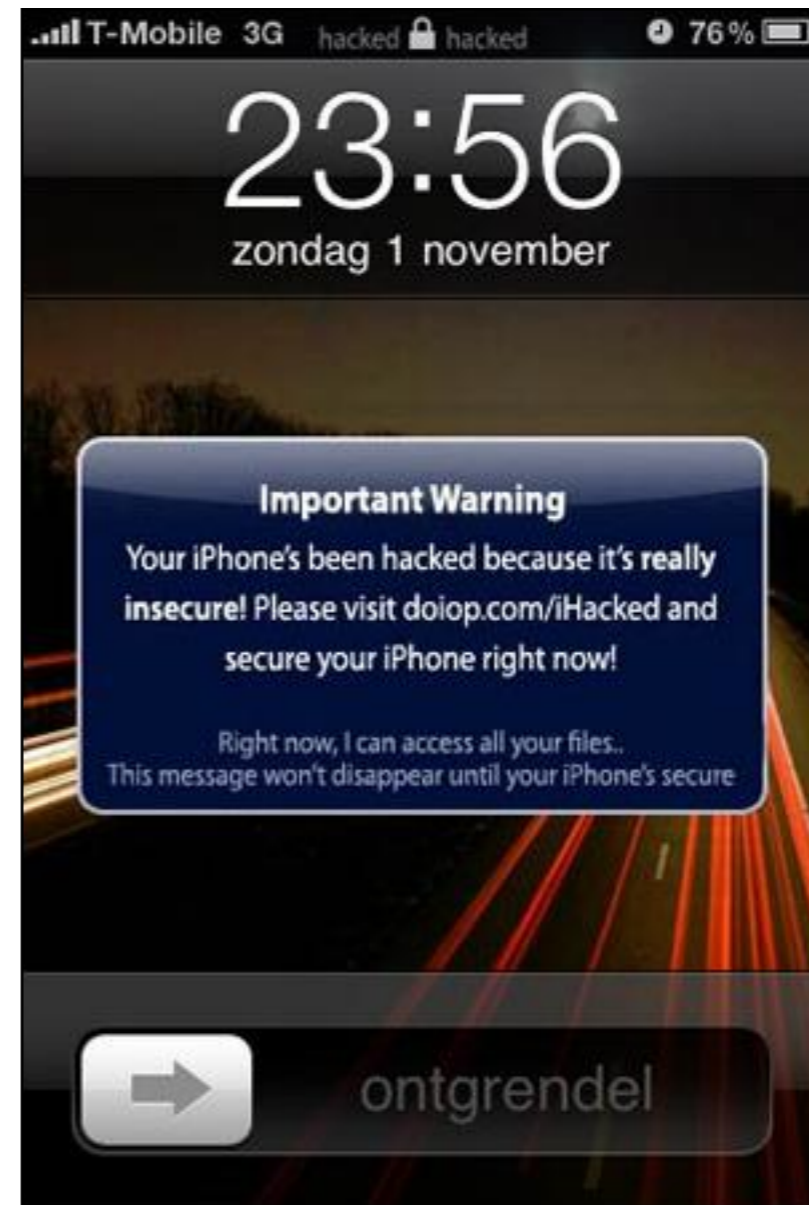 T-Mobile 3G hacked hacked 76%
23:56
zondag 1 november
Important Warning
Your iPhone's been hacked because it's really
insecure! Please visit doiop.com/iHacked and
secure your iPhone right now!
Right now, I can access all your files..
This message won't disappear until your iPhone's secure
ontgrendel